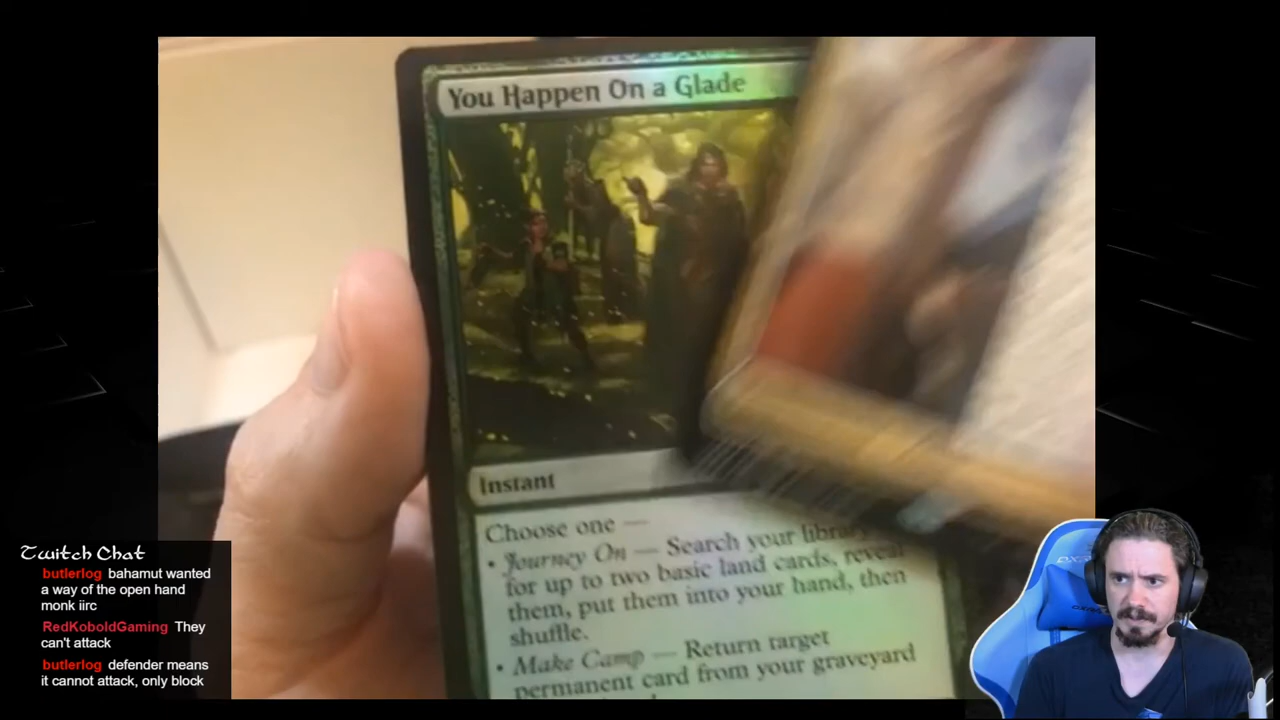 You Happen On a Glade
Instant
Choose one —
• Journey On — Search your library
for up to two basic land cards, reveal
them, put them into your hand, then
shuffle.
• Make Camp — Return target
permanent card from your graveyard
Twitch Chat
butlerlog bahamut wanted
a way of the open hand
monk iirc
RedKoboldGaming They
can't attack
butlerlog defender means
it cannot attack, only block